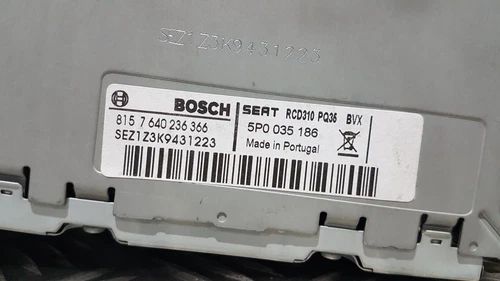 SEZ1Z3K9431223
BOSCH SEAT RCD310 PQ35 BVX
815 7 640 236 366 5P0 035 186
SEZ1Z3K9431223 Made in Portugal